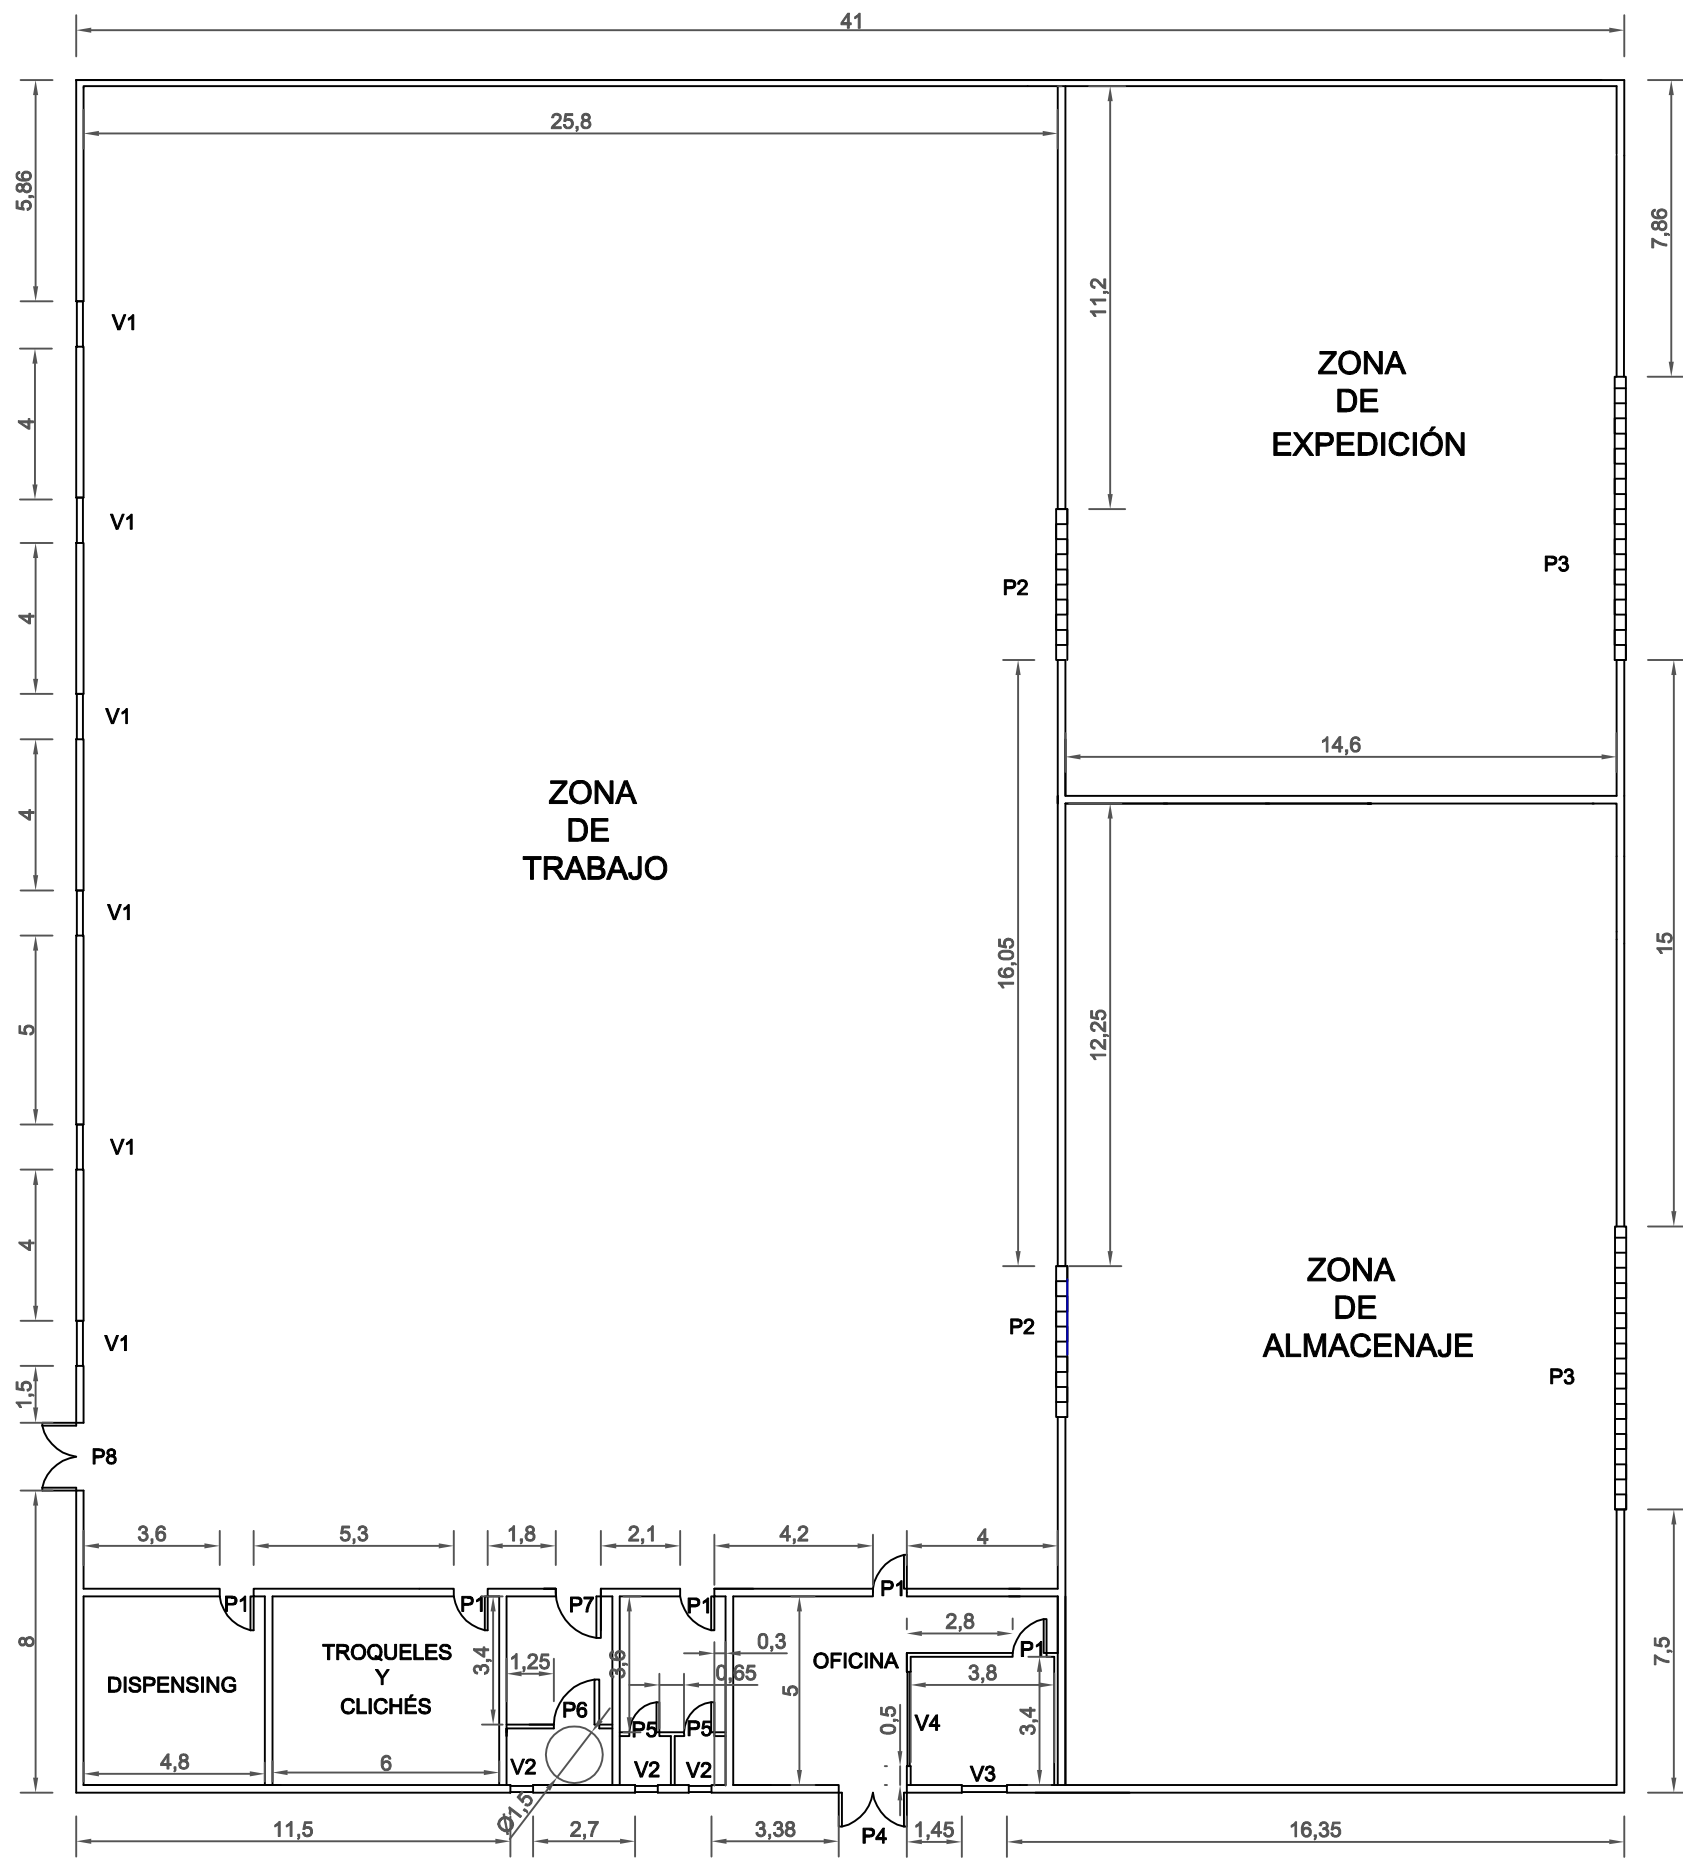 41
25,8
5,86
7,86
11,2
V1
ZONA
DE
EXPEDICIÓN
4
V1
P3
P2
4
V1
14,6
ZONA
DE
TRABAJO
4
V1
15
16,05
5
12,25
V1
4
ZONA
DE
ALMACENAJE
P2
V1
P3
1,5
P8
3,6
5,3
1,8
2,1
4,2
4
P1
P1
P7
P1
P1
2,8
8
3,4
1,25
3,6
0,3
P1
7,5
DISPENSING
TROQUELES
Y
CLICHÉS
OFICINA
0,65
3,8
5
P6
P5
P5
0,5
V4
3,4
4,8
6
V2
V2
V2
V3
Ø1,5
11,5
2,7
3,38
P4
1,45
16,35